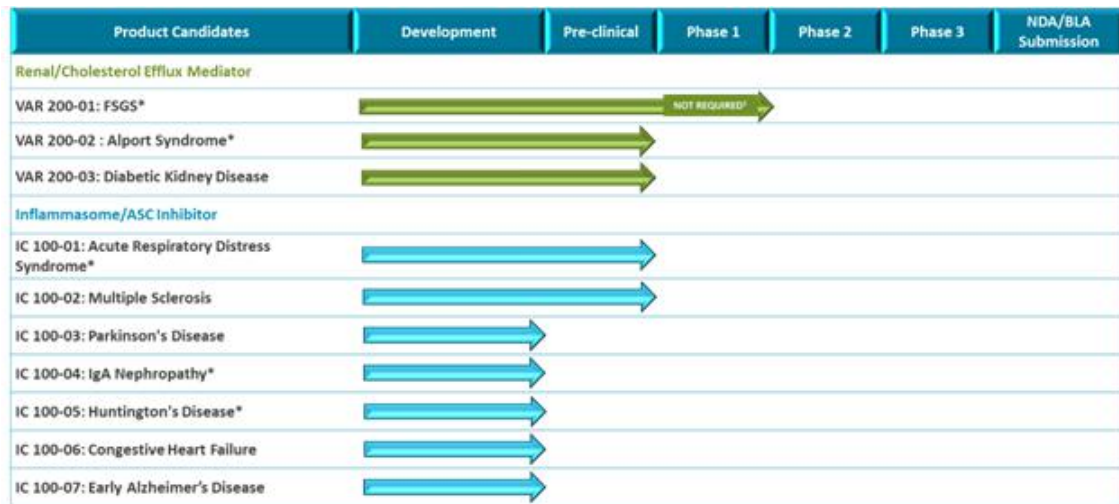 Product Candidates Development Pre-clinical Phase 1 Phase 2 Phase 3 NDA/BLA
Submission
Renal/Cholesterol Efflux Mediator
VAR 200-01: FSGS* NOT REQUIRED¹
VAR 200-02 : Alport Syndrome*
VAR 200-03: Diabetic Kidney Disease
Inflammasome/ASC Inhibitor
IC 100-01: Acute Respiratory Distress
Syndrome*
IC 100-02: Multiple Sclerosis
IC 100-03: Parkinson's Disease
IC 100-04: IgA Nephropathy*
IC 100-05: Huntington's Disease*
IC 100-06: Congestive Heart Failure
IC 100-07: Early Alzheimer's Disease